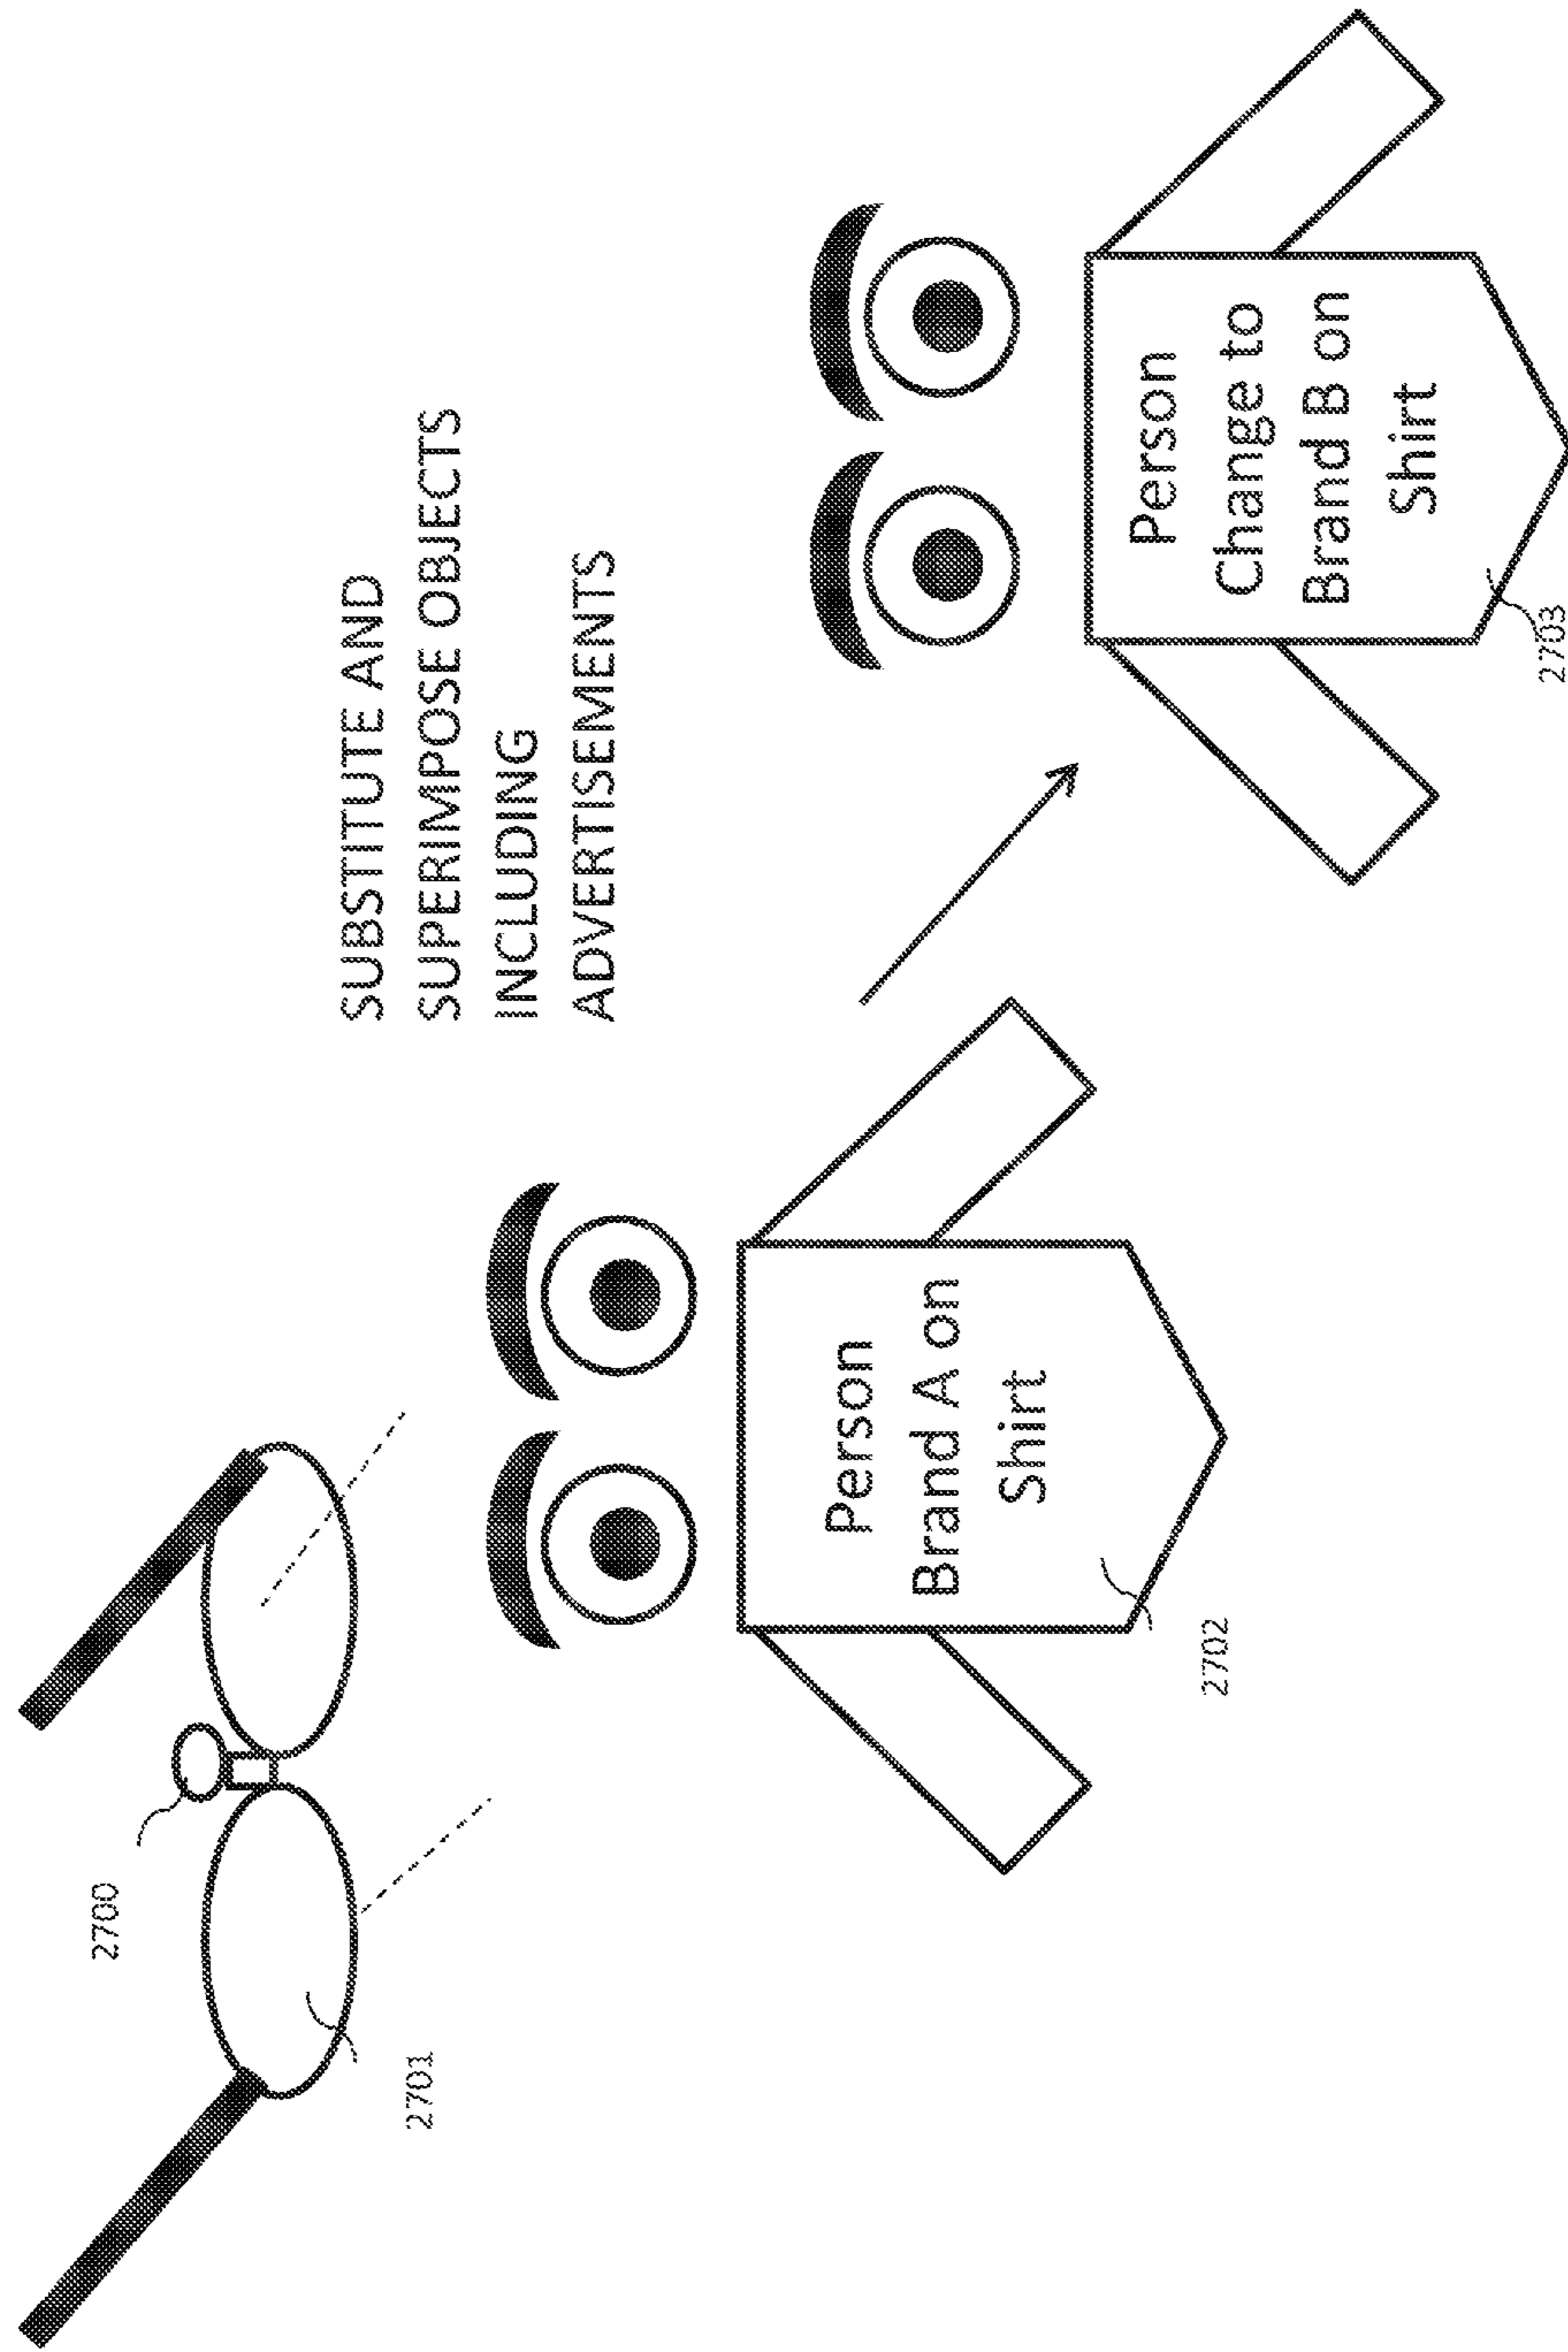 2700
2701
SUBSTITUTE AND
SUPERIMPOSE OBJECTS
INCLUDING
ADVERTISEMENTS
Person
Brand A on
Shirt
2702
Person
Change to
Brand B on
Shirt
2703